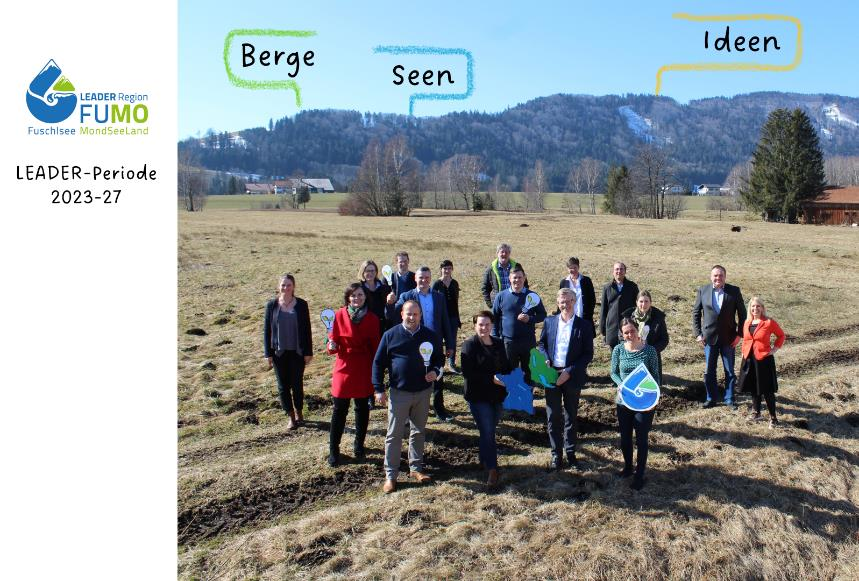 LEADER Region
FUMO
Fuschlsee MondSeeLand
LEADER-Periode
2023-27
Berge
Seen
Ideen